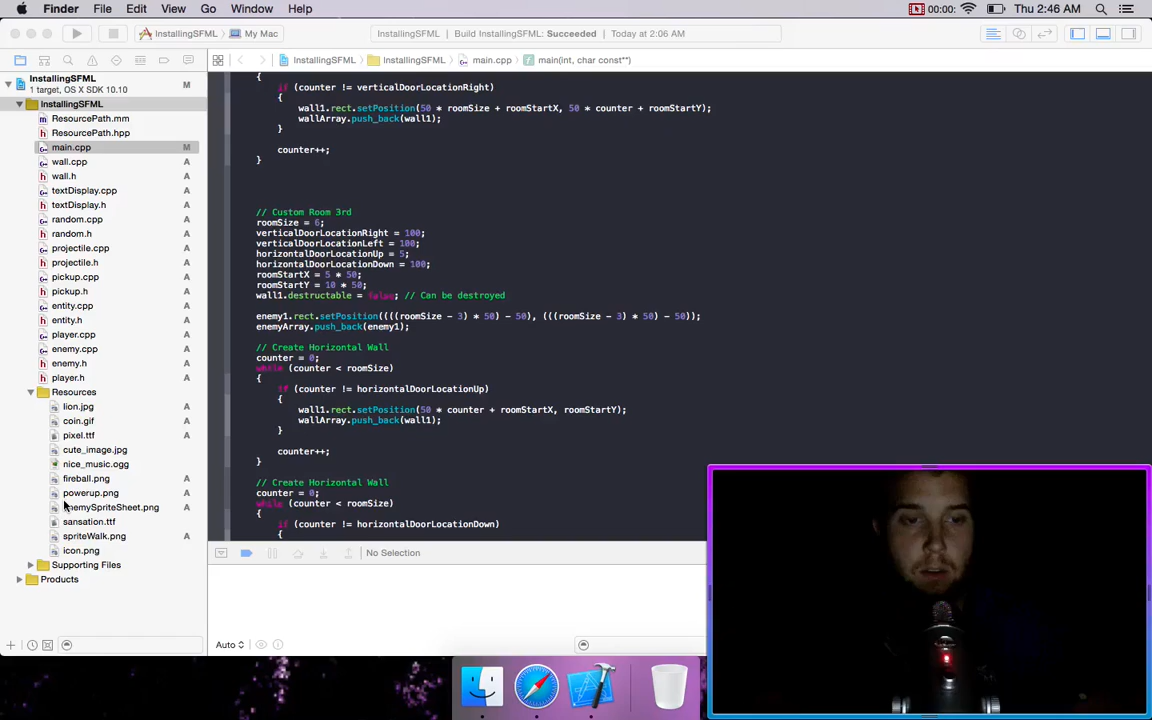 Finder File Edit View Go Window Help 00:00: Thu 2:46 AM
InstallingSFML My Mac InstallingSFML | Build InstallingSFML: Succeeded | Today at 2:06 AM
InstallingSFML InstallingSFML main.cpp main(int, char const**)
InstallingSFML M
1 target, OS X SDK 10.10
InstallingSFML
ResourcePath.mm
ResourcePath.hpp
main.cpp M
wall.cpp A
wall.h A
textDisplay.cpp A
textDisplay.h A
random.cpp A
random.h A
projectile.cpp A
projectile.h A
pickup.cpp A
pickup.h A
entity.cpp A
entity.h A
player.cpp A
enemy.cpp A
enemy.h A
player.h A
Resources
lion.jpg A
coin.gif A
pixel.ttf A
cute_image.jpg
nice_music.ogg
fireball.png A
powerup.png A
enemySpriteSheet.png A
sansation.ttf
spriteWalk.png A
icon.png
Supporting Files
Products
{
if (counter != verticalDoorLocationRight)
{
wall1.rect.setPosition(50 * roomSize + roomStartX, 50 * counter + roomStartY);
wallArray.push_back(wall1);
}
counter++;
}
// Custom Room 3rd
roomSize = 6;
verticalDoorLocationRight = 100;
verticalDoorLocationLeft = 100;
horizontalDoorLocationUp = 5;
horizontalDoorLocationDown = 100;
roomStartX = 5 * 50;
roomStartY = 10 * 50;
wall1.destructable = false; // Can be destroyed
enemy1.rect.setPosition((((roomSize - 3) * 50) - 50), (((roomSize - 3) * 50) - 50));
enemyArray.push_back(enemy1);
// Create Horizontal Wall
counter = 0;
while (counter < roomSize)
{
if (counter != horizontalDoorLocationUp)
{
wall1.rect.setPosition(50 * counter + roomStartX, roomStartY);
wallArray.push_back(wall1);
}
counter++;
}
// Create Horizontal Wall
counter = 0;
while (counter < roomSize)
{
if (counter != horizontalDoorLocationDown)
{
No Selection
Auto